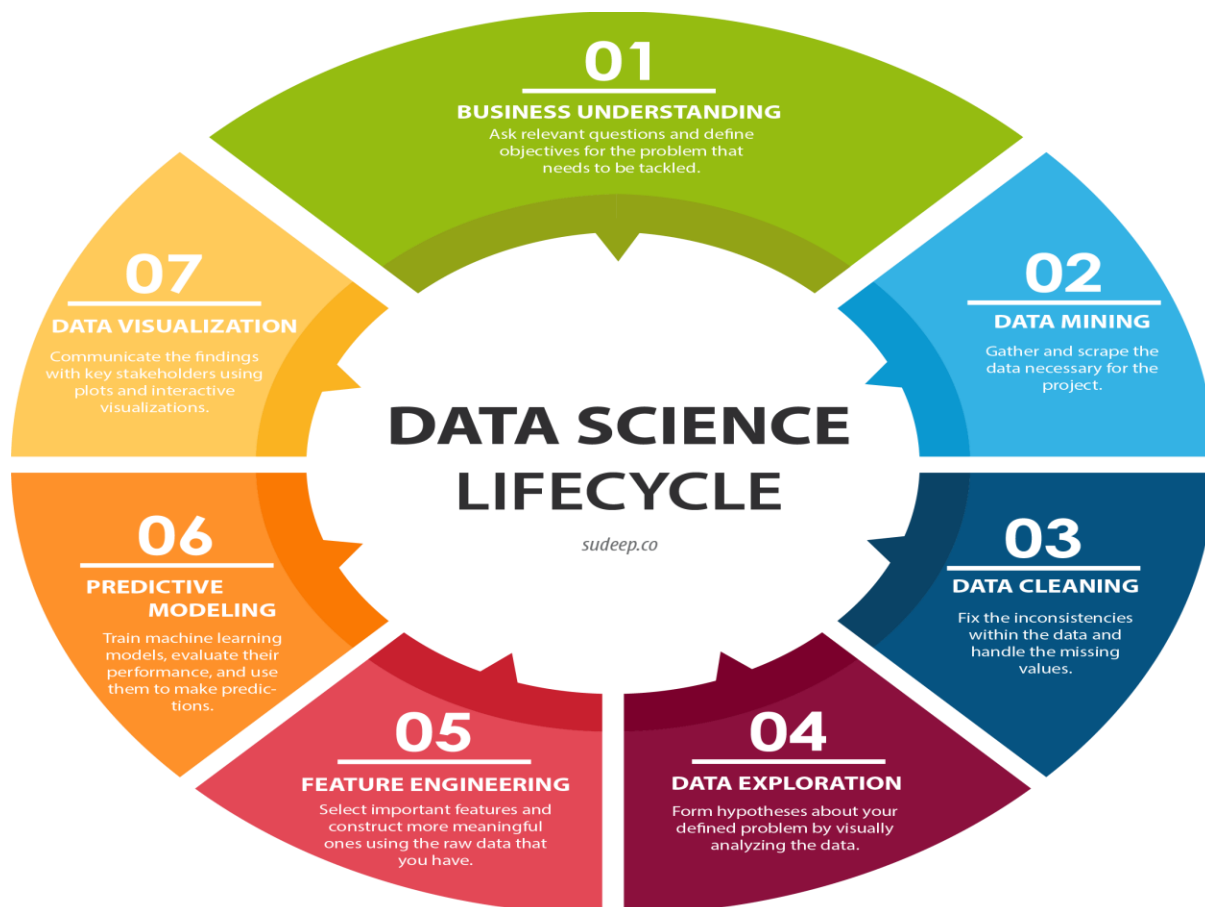 01
BUSINESS UNDERSTANDING
Ask relevant questions and define
objectives for the problem that
needs to be tackled.
02
DATA MINING
Gather and scrape the
data necessary for the
project.
03
DATA CLEANING
Fix the inconsistencies
within the data and
handle the missing
values.
04
DATA EXPLORATION
Form hypotheses about your
defined problem by visually
analyzing the data.
05
FEATURE ENGINEERING
Select important features and
construct more meaningful
ones using the raw data that
you have.
06
PREDICTIVE
MODELING
Train machine learning
models, evaluate their
performance, and use
them to make predic-
tions.
07
DATA VISUALIZATION
Communicate the findings
with key stakeholders using
plots and interactive
visualizations.
DATA SCIENCE
LIFECYCLE
sudeep.co